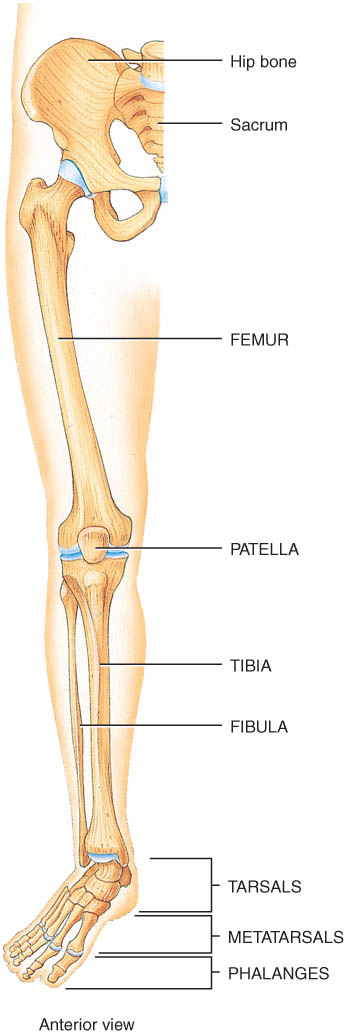 Hip bone
Sacrum
FEMUR
PATELLA
TIBIA
FIBULA
TARSALS
METATARSALS
PHALANGES
Anterior view